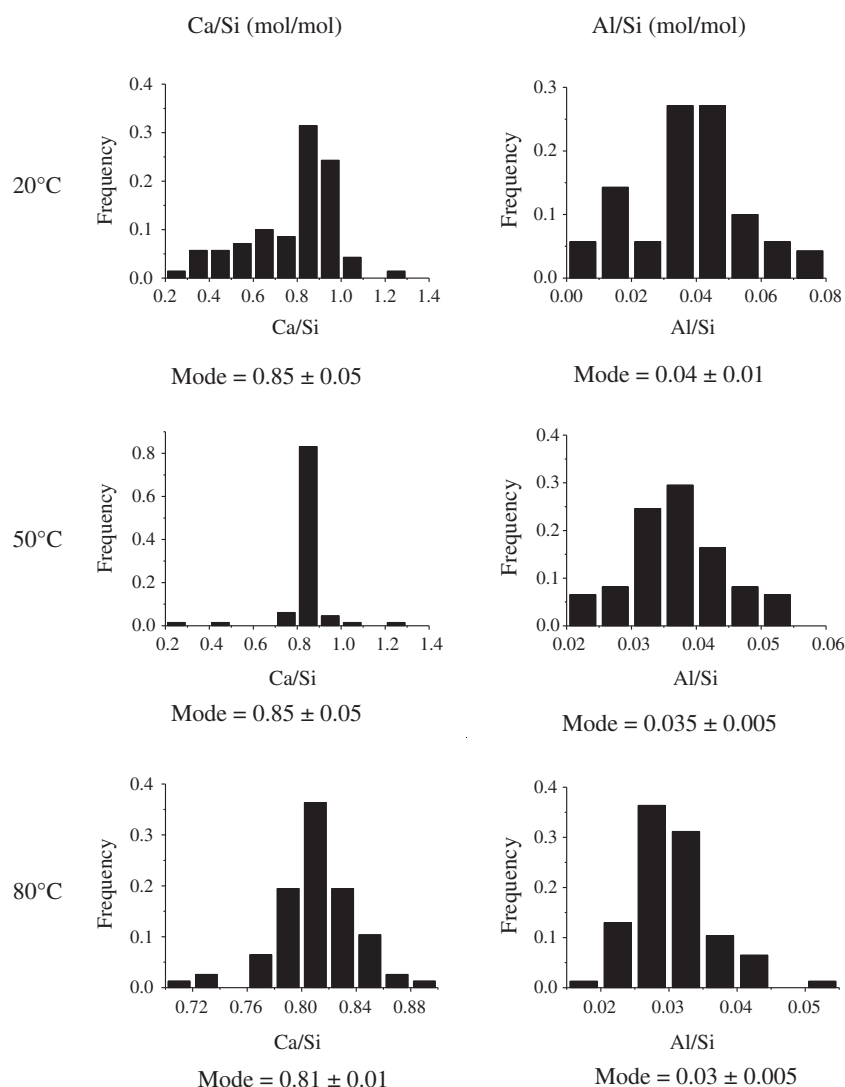 Ca/Si (mol/mol) Al/Si (mol/mol)
20°C
Frequency
0.4
0.3
0.2
0.1
0.0
0.2 0.4 0.6 0.8 1.0 1.2 1.4
Ca/Si
Mode = 0.85 ± 0.05
Frequency
0.3
0.2
0.1
0.0
0.00 0.02 0.04 0.06 0.08
Al/Si
Mode = 0.04 ± 0.01
50°C
Frequency
0.8
0.6
0.4
0.2
0.0
0.2 0.4 0.6 0.8 1.0 1.2 1.4
Ca/Si
Mode = 0.85 ± 0.05
Frequency
0.4
0.3
0.2
0.1
0.0
0.02 0.03 0.04 0.05 0.06
Al/Si
Mode = 0.035 ± 0.005
80°C
Frequency
0.4
0.3
0.2
0.1
0.0
0.72 0.76 0.80 0.84 0.88
Ca/Si
Mode = 0.81 ± 0.01
Frequency
0.4
0.3
0.2
0.1
0.0
0.02 0.03 0.04 0.05
Al/Si
Mode = 0.03 ± 0.005